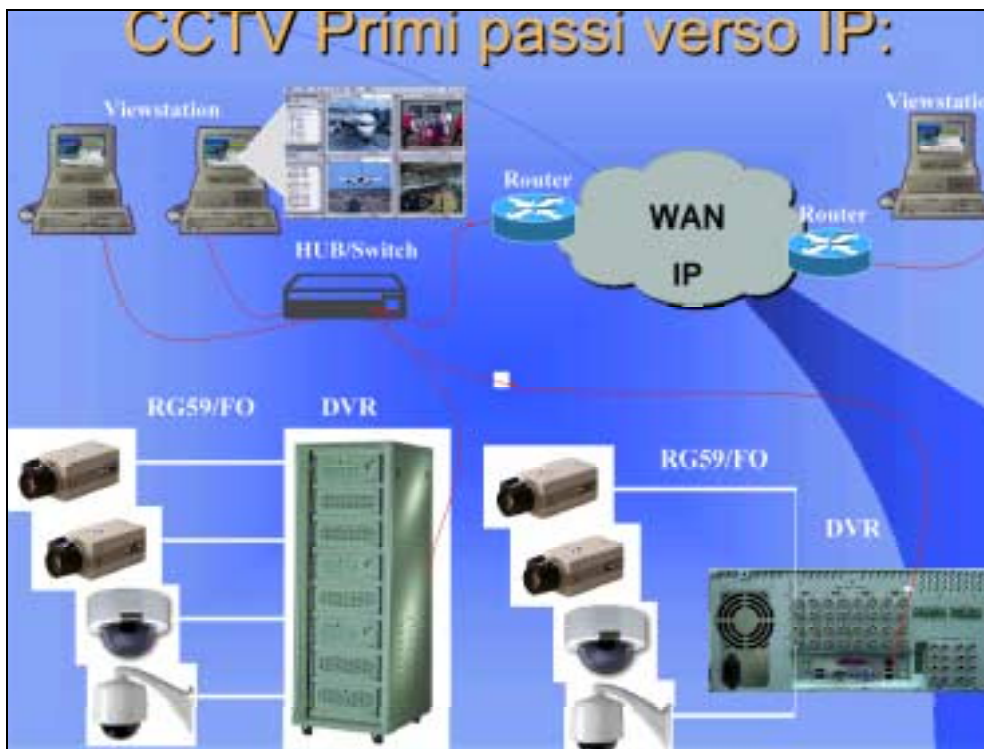 CCTV Primi passi verso IP:
Viewstation
Viewstatio
Router
WAN
Router
HUB/Switch
IP
RG59/FO
DVR
RG59/FO
DVR